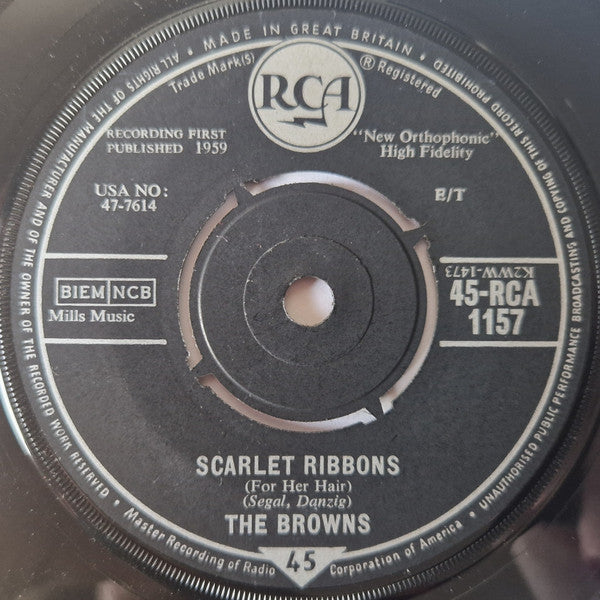 MADE IN GREAT BRITAIN
ALL RIGHTS OF THE MANUFACTURER AND OF THE OWNER OF THE RECORDED WORK RESERVED
UNAUTHORISED PUBLIC PERFORMANCE BROADCASTING AND COPYING OF THIS RECORD PROHIBITED
Trade Mark(s)
RCA
® Registered
RECORDING FIRST
PUBLISHED 1959
"New Orthophonic"
High Fidelity
USA NO:
47-7614
E/T
BIEM NCB
Mills Music
K2WW-1473
45-RCA
1157
SCARLET RIBBONS
(For Her Hair)
(Segal, Danzig)
THE BROWNS
Master Recording of Radio Corporation of America
45